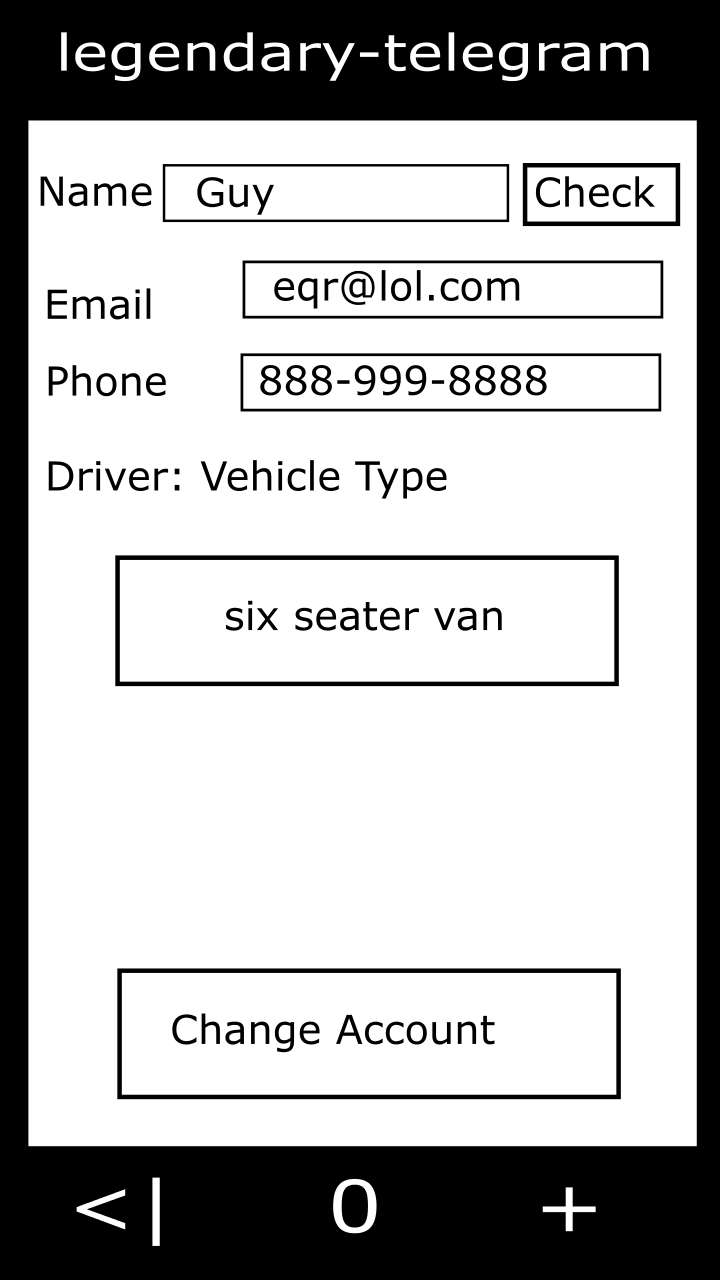 legendary-telegram
Name Guy Check
Email eqr@lol.com
Phone 888-999-8888
Driver: Vehicle Type
six seater van
Change Account
<| 0 +